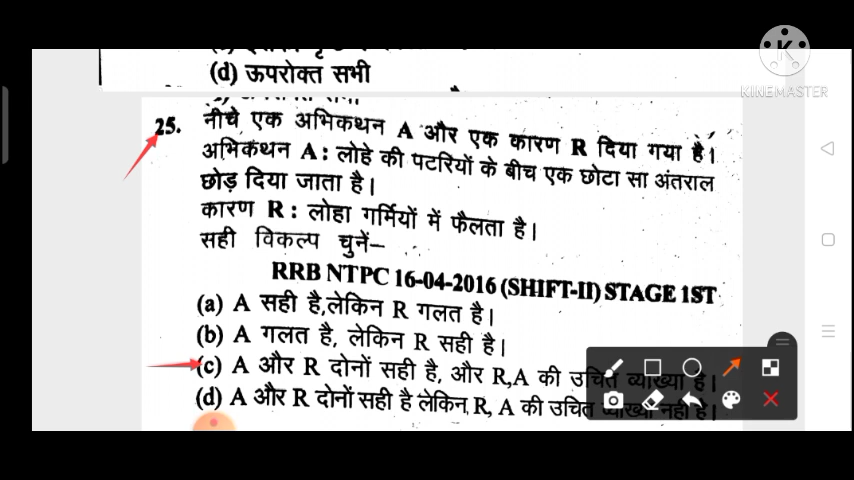 (d) ऊपरोक्त सभी
KINEMASTER
25. नीचे एक अभिकथन A और एक कारण R दिया गया है।
अभिकथन A : लोहे की पटरियों के बीच एक छोटा सा अंतराल
छोड़ दिया जाता है।
कारण R : लोहा गर्मियों में फैलता है।
सही विकल्प चुनें–
RRB NTPC 16-04-2016 (SHIFT-II) STAGE 1ST
(a) A सही है,लेकिन R गलत है।
(b) A गलत है, लेकिन R सही है।
(c) A और R दोनों सही है, और R,A की उचित व्याख्या है।
(d) A और R दोनों सही है लेकिन, R, A की उचित व्याख्या नही है।